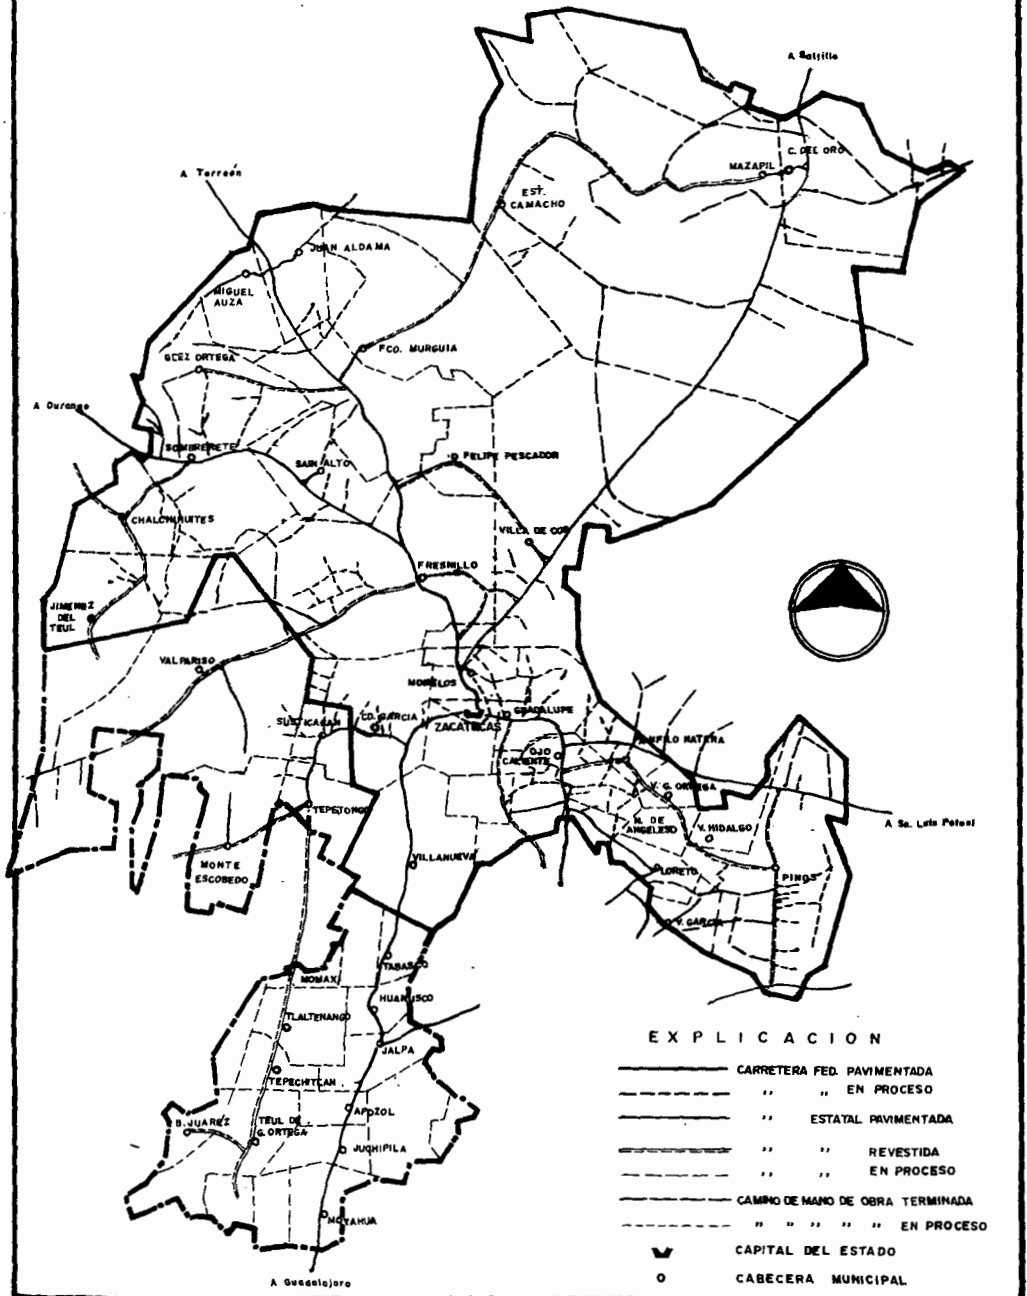 A Saltillo
C. DEL ORO
MAZAPIL
A Torreón
EST.
CAMACHO
JUAN ALDAMA
MIGUEL
AUZA
FCO. MURGUIA
GLEZ ORTEGA
A Durango
SOMBRERETE
SAIN ALTO
FELIPE PESCADOR
CHALCHIHUITES
VILLA DE COS
FRESNILLO
JIMENEZ
DEL
TEUL
VALPARISO
MORELOS
SUSTICACAN
CD. GARCIA
GUADALUPE
ZACATECAS
OJO
CALIENTE
PANFILO NATERA
V. G. ORTEGA
TEPETONGO
N. DE
ANGELESO
V. HIDALGO
A Sn. Luis Potosi
MONTE
ESCOBEDO
VILLANUEVA
LORETO
PINOS
V. GARCIA
TABASCO
MOMAX
HUANUSCO
TLALTENANGO
JALPA
TEPECHITLAN
APOZOL
B. JUAREZ
TEUL DE
G. ORTEGA
JUCHIPILA
MOYAHUA
A Guadalajara
EXPLICACION
CARRETERA FED. PAVIMENTADA
,, ,, EN PROCESO
,, ESTATAL PAVIMENTADA
,, ,, REVESTIDA
,, ,, EN PROCESO
CAMINO DE MANO DE OBRA TERMINADA
,, ,, ,, ,, ,, EN PROCESO
CAPITAL DEL ESTADO
CABECERA MUNICIPAL